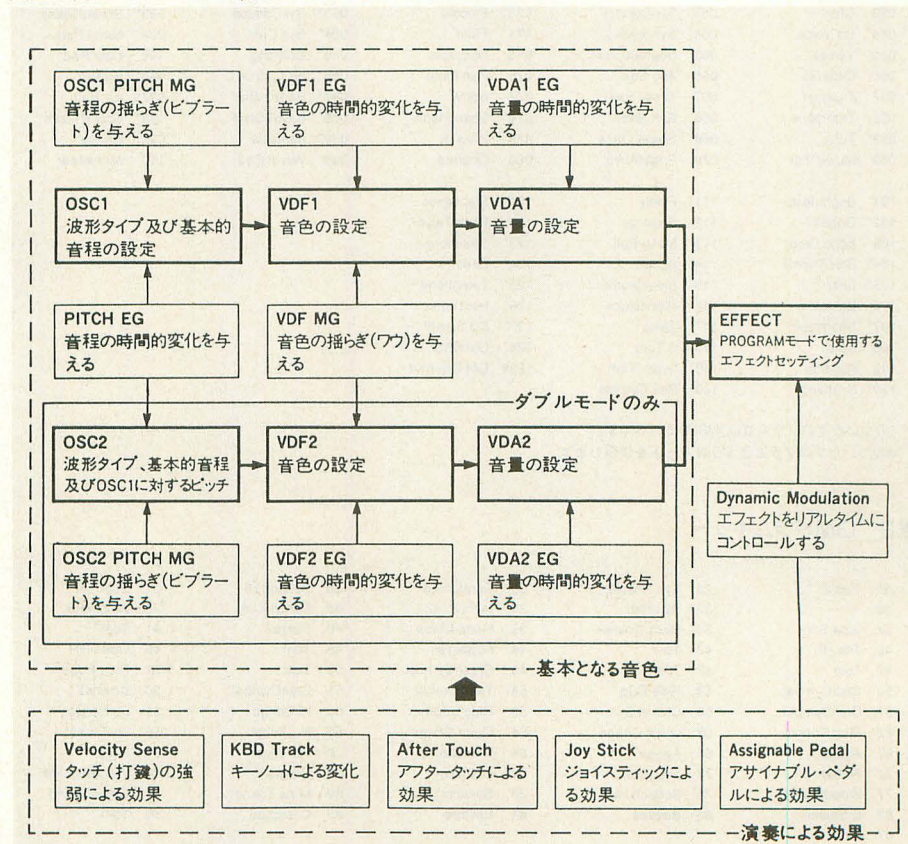 OSC1 PITCH MG
音程の揺らぎ(ビブラー
ト)を与える
VDF1 EG
音色の時間的変化を与
える
VDA1 EG
音量の時間的変化を与
える
OSC1
波形タイプ及び基本的
音程の設定
VDF1
音色の設定
VDA1
音量の設定
PITCH EG
音程の時間的変化を与
える
VDF MG
音色の揺らぎ(ワウ)を与
える
EFFECT
PROGRAMモードで使用する
エフェクトセッティング
ダブルモードのみ
OSC2
波形タイプ、基本的音程
及びOSC1に対するピッチ
VDF2
音色の設定
VDA2
音量の設定
Dynamic Modulation
エフェクトをリアルタイムに
コントロールする
OSC2 PITCH MG
音程の揺らぎ(ビブラー
ト)を与える
VDF2 EG
音色の時間的変化を与
える
VDA2 EG
音量の時間的変化を与
える
基本となる音色
Velocity Sense
タッチ(打鍵)の強
弱による効果
KBD Track
キーノートによる変化
After Touch
アフタータッチによる
効果
Joy Stick
ジョイスティックによ
る効果
Assignable Pedal
アサイナブル・ペダ
ルによる効果
演奏による効果